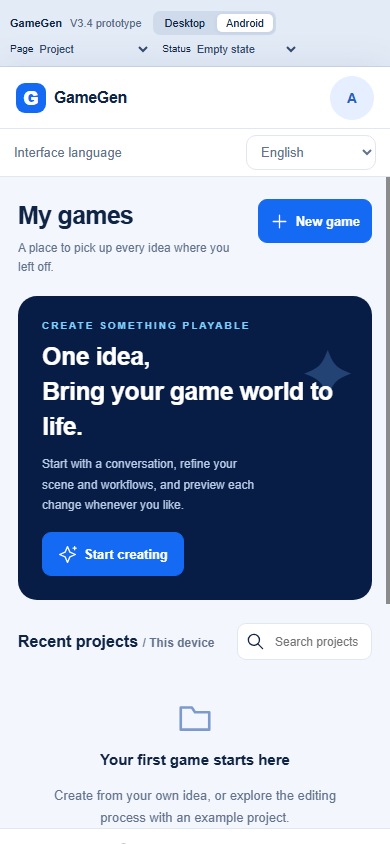 GameGen V3.4 prototype Desktop Android
Page Project Status Empty state
G GameGen A
Interface language English
My games
New game
A place to pick up every idea where you
left off.
CREATE SOMETHING PLAYABLE
One idea,
Bring your game world to
life.
Start with a conversation, refine your
scene and workflows, and preview each
change whenever you like.
Start creating
Recent projects / This device Search projects
Your first game starts here
Create from your own idea, or explore the editing
process with an example project.